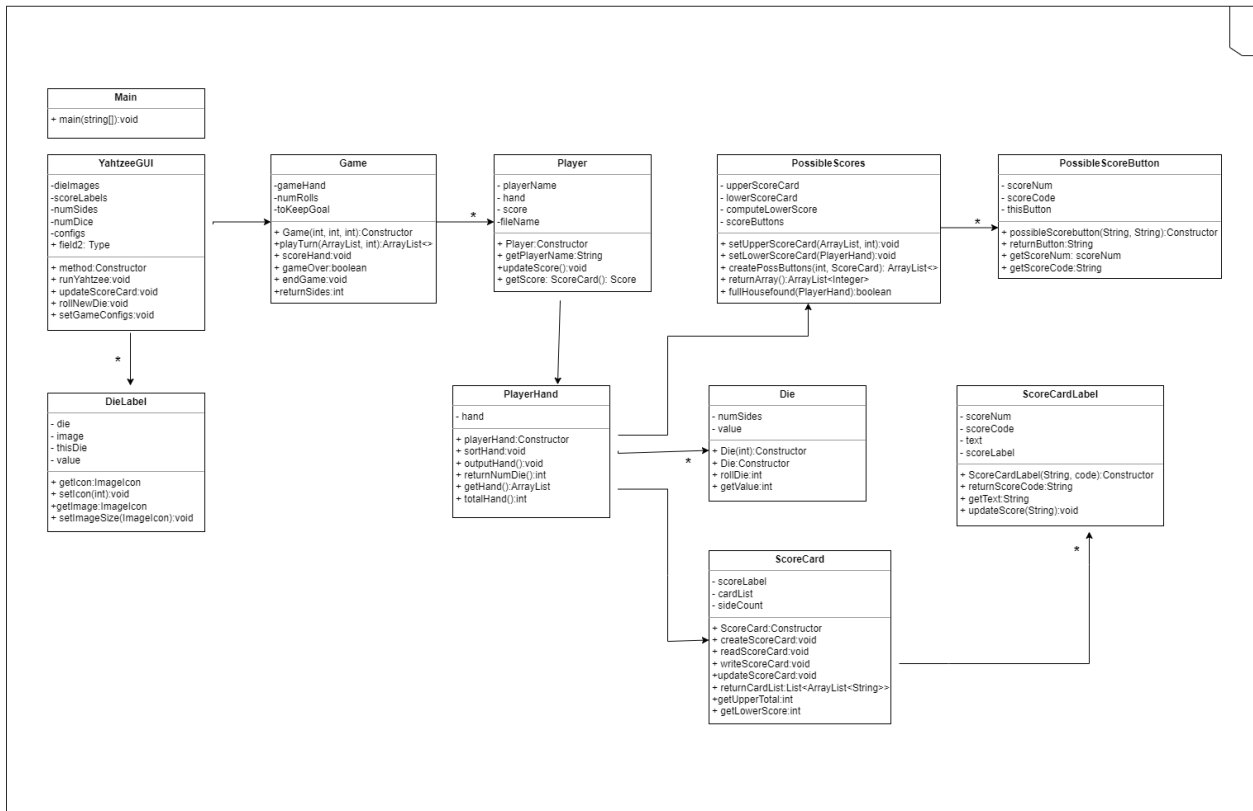 Main
+ main(string[]):void
YahtzeeGUI
-dieImages
-scoreLabels
-numSides
-numDice
-configs
+ field2: Type
+ method:Constructor
+ runYahtzee:void
+ updateScoreCard:void
+ rollNewDie:void
+ setGameConfigs:void
Game
-gameHand
-numRolls
-toKeepGoal
+ Game(int, int, int):Constructor
+playTurn(ArrayList, int):ArrayList<>
+ scoreHand:void
+ gameOver:boolean
+ endGame:void
+returnSides:int
*
Player
- playerName
- hand
- score
-fileName
+ Player:Constructor
+ getPlayerName:String
+updateScore():void
+ getScore: ScoreCard(): Score
PossibleScores
- upperScoreCard
- lowerScoreCard
- computeLowerScore
- scoreButtons
+ setUpperScoreCard(ArrayList, int):void
+ setLowerScoreCard(PlayerHand):void
+ createPossButtons(int, ScoreCard): ArrayList<>
+ returnArray():ArrayList<Integer>
+ fullHousefound(PlayerHand):boolean
*
PossibleScoreButton
- scoreNum
- scoreCode
- thisButton
+ possibleScorebutton(String, String):Constructor
+ returnButton:String
+ getScoreNum: scoreNum
+ getScoreCode:String
*
DieLabel
- die
- image
- thisDie
- value
+ getIcon:ImageIcon
+ setIcon(int):void
+getImage:ImageIcon
+ setImageSize(ImageIcon):void
PlayerHand
- hand
+ playerHand:Constructor
+ sortHand:void
+ outputHand():void
+ returnNumDie():int
+ getHand():ArrayList
+ totalHand():int
*
Die
- numSides
- value
+ Die(int):Constructor
+ Die:Constructor
+ rollDie:int
+ getValue:int
ScoreCardLabel
- scoreNum
- scoreCode
- text
- scoreLabel
+ ScoreCardLabel(String, code):Constructor
+ returnScoreCode:String
+ getText:String
+ updateScore(String):void
*
ScoreCard
- scoreLabel
- cardList
- sideCount
+ ScoreCard:Constructor
+ createScoreCard:void
+ readScoreCard:void
+ writeScoreCard:void
+updateScoreCard:void
+ returnCardList:List<ArrayList<String>>
+getUpperTotal:int
+ getLowerScore:int